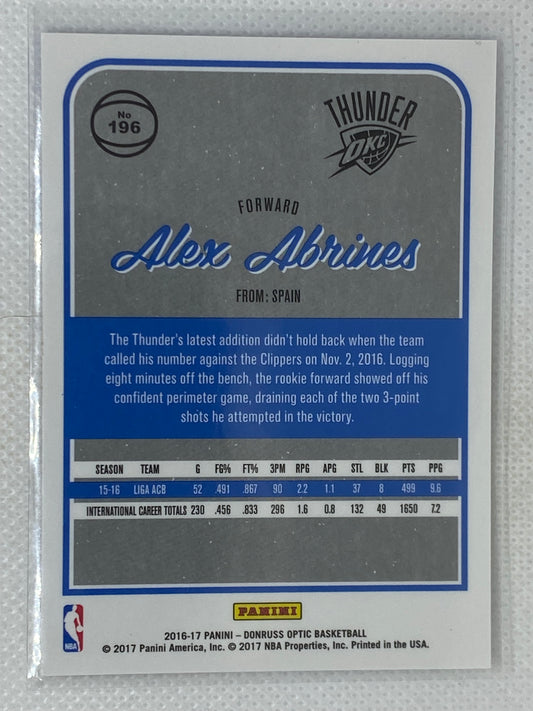 No
196
THUNDER
OKC
FORWARD
Alex Abrines
FROM: SPAIN
The Thunder's latest addition didn't hold back when the team
called his number against the Clippers on Nov. 2, 2016. Logging
eight minutes off the bench, the rookie forward showed off his
confident perimeter game, draining each of the two 3-point
shots he attempted in the victory.
SEASON TEAM G FG% FT% 3PM RPG APG STL BLK PTS PPG
15-16 LIGA ACB 52 .491 .867 90 2.2 1.1 37 8 499 9.6
INTERNATIONAL CAREER TOTALS 230 .456 .833 296 1.6 0.8 132 49 1650 7.2
PANINI
NBA
2016-17 PANINI – DONRUSS OPTIC BASKETBALL
© 2017 Panini America, Inc. © 2017 NBA Properties, Inc. Printed in the USA.